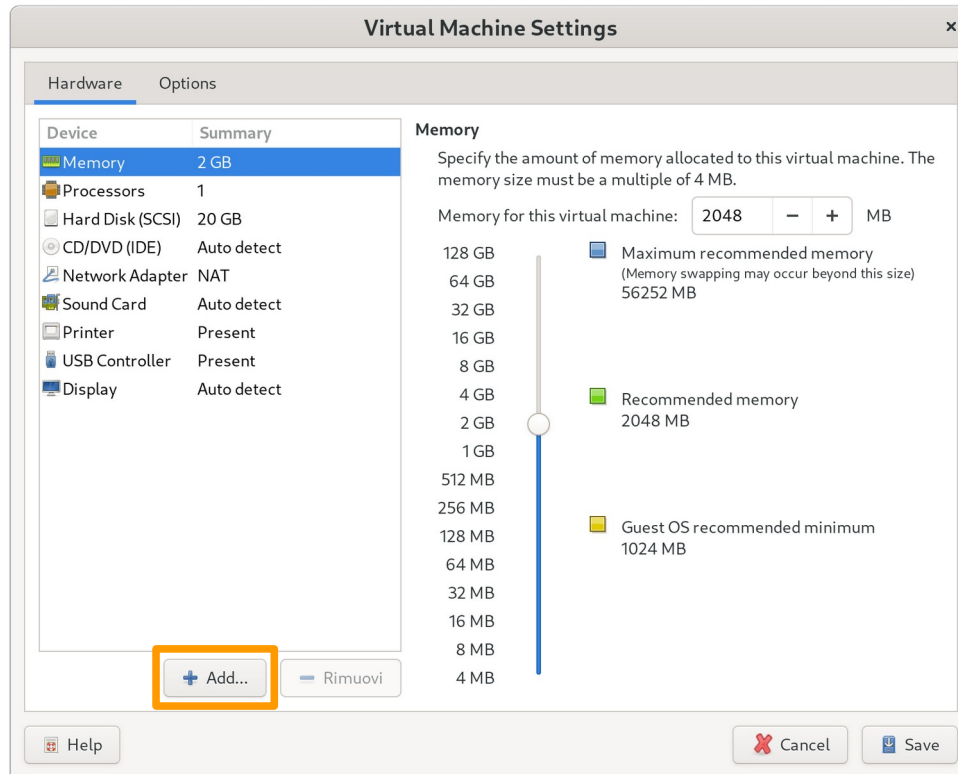 Virtual Machine Settings
×
Hardware Options
Device Summary
Memory 2 GB
Processors 1
Hard Disk (SCSI) 20 GB
CD/DVD (IDE) Auto detect
Network Adapter NAT
Sound Card Auto detect
Printer Present
USB Controller Present
Display Auto detect
+ Add...
− Rimuovi
Memory
Specify the amount of memory allocated to this virtual machine. The
memory size must be a multiple of 4 MB.
Memory for this virtual machine: 2048 − + MB
128 GB
64 GB
32 GB
16 GB
8 GB
4 GB
2 GB
1 GB
512 MB
256 MB
128 MB
64 MB
32 MB
16 MB
8 MB
4 MB
Maximum recommended memory
(Memory swapping may occur beyond this size)
56252 MB
Recommended memory
2048 MB
Guest OS recommended minimum
1024 MB
Help
Cancel
Save